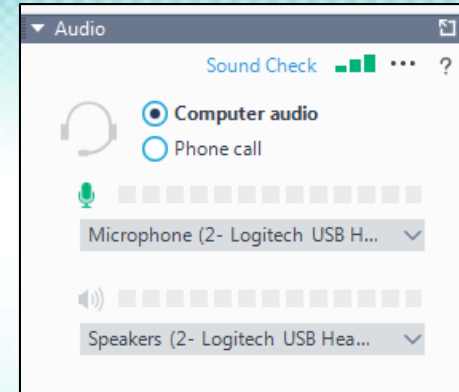 Audio
Sound Check ... ?
Computer audio
Phone call
Microphone (2- Logitech USB H...
Speakers (2- Logitech USB Hea...